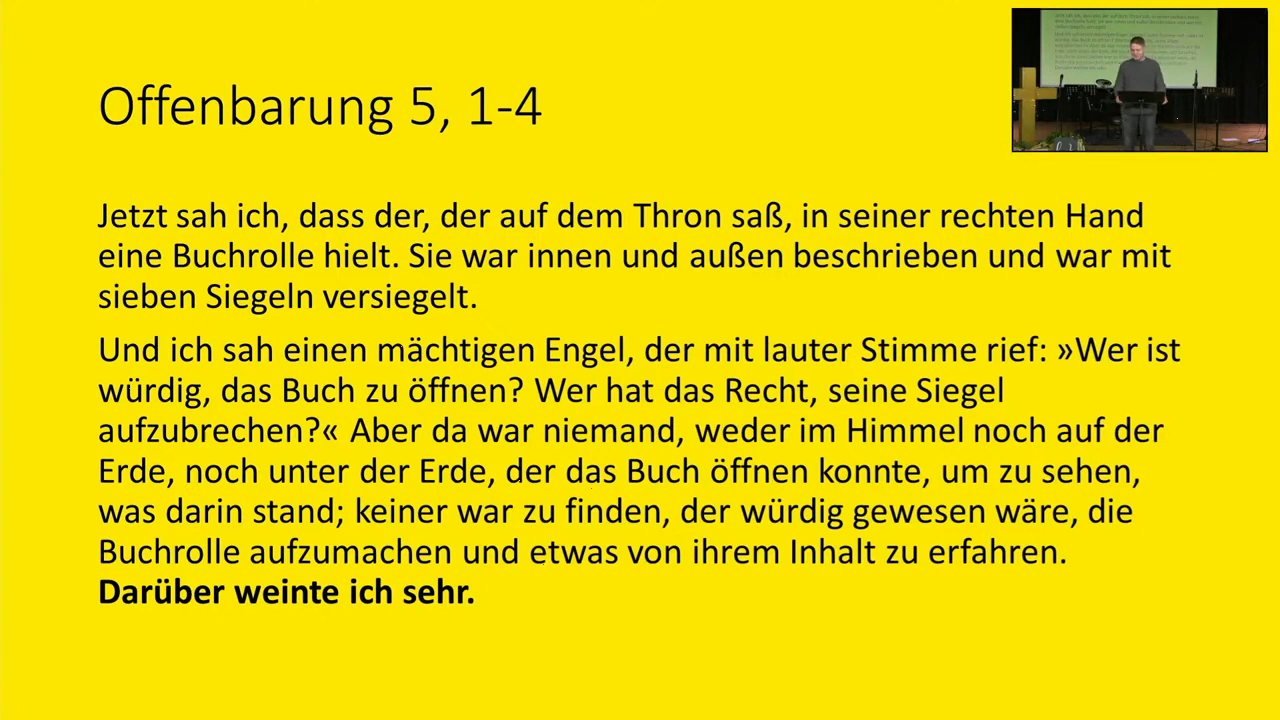 Offenbarung 5, 1-4
Jetzt sah ich, dass der, der auf dem Thron saß, in seiner rechten Hand
eine Buchrolle hielt. Sie war innen und außen beschrieben und war mit
sieben Siegeln versiegelt.
Und ich sah einen mächtigen Engel, der mit lauter Stimme rief: »Wer ist
würdig, das Buch zu öffnen? Wer hat das Recht, seine Siegel
aufzubrechen?« Aber da war niemand, weder im Himmel noch auf der
Erde, noch unter der Erde, der das Buch öffnen konnte, um zu sehen,
was darin stand; keiner war zu finden, der würdig gewesen wäre, die
Buchrolle aufzumachen und etwas von ihrem Inhalt zu erfahren.
Darüber weinte ich sehr.